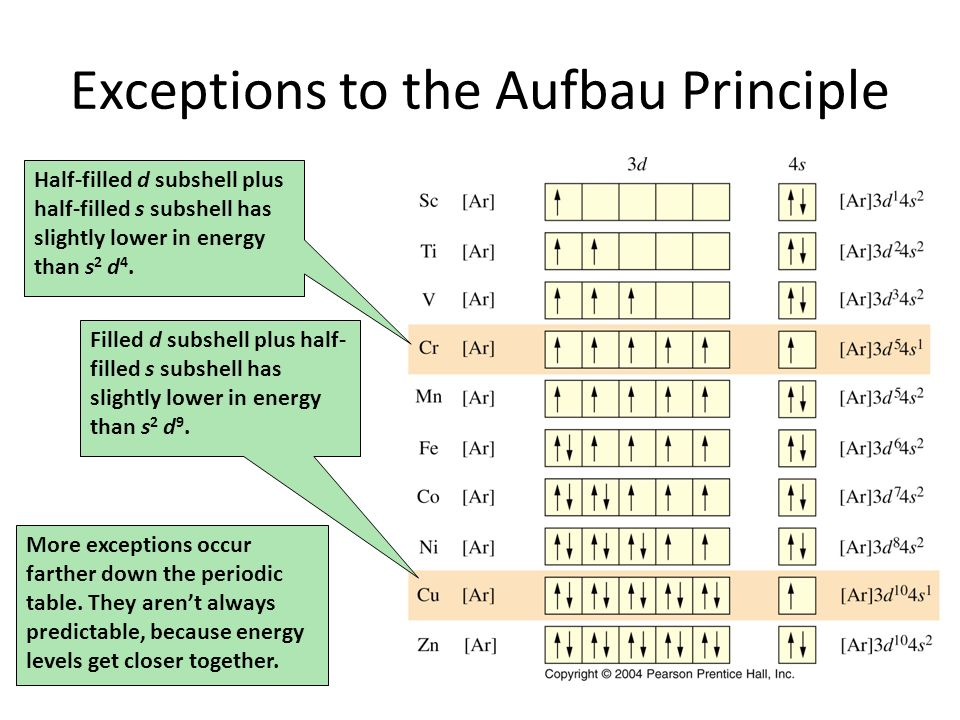 Exceptions to the Aufbau Principle
Half-filled d subshell plus
half-filled s subshell has
slightly lower in energy
than s² d⁴.
Filled d subshell plus half-
filled s subshell has
slightly lower in energy
than s² d⁹.
More exceptions occur
farther down the periodic
table. They aren’t always
predictable, because energy
levels get closer together.
3d 4s
Sc [Ar] [Ar]3d¹4s²
Ti [Ar] [Ar]3d²4s²
V [Ar] [Ar]3d³4s²
Cr [Ar] [Ar]3d⁵4s¹
Mn [Ar] [Ar]3d⁵4s²
Fe [Ar] [Ar]3d⁶4s²
Co [Ar] [Ar]3d⁷4s²
Ni [Ar] [Ar]3d⁸4s²
Cu [Ar] [Ar]3d¹⁰4s¹
Zn [Ar] [Ar]3d¹⁰4s²
Copyright © 2004 Pearson Prentice Hall, Inc.